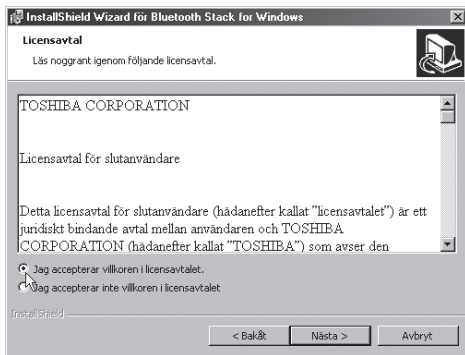 InstallShield Wizard för Bluetooth Stack for Windows
Licensavtal
Läs noggrant igenom följande licensavtal.
TOSHIBA CORPORATION
Licensavtal för slutanvändare
Detta licensavtal för slutanvändare (hädanefter kallat "licensavtalet") är ett
juridiskt bindande avtal mellan användaren och TOSHIBA
CORPORATION (hädanefter kallat "TOSHIBA") som avser den
Jag accepterar villkoren i licensavtalet.
Jag accepterar inte villkoren i licensavtalet
InstallShield
< Bakåt
Nästa >
Avbryt